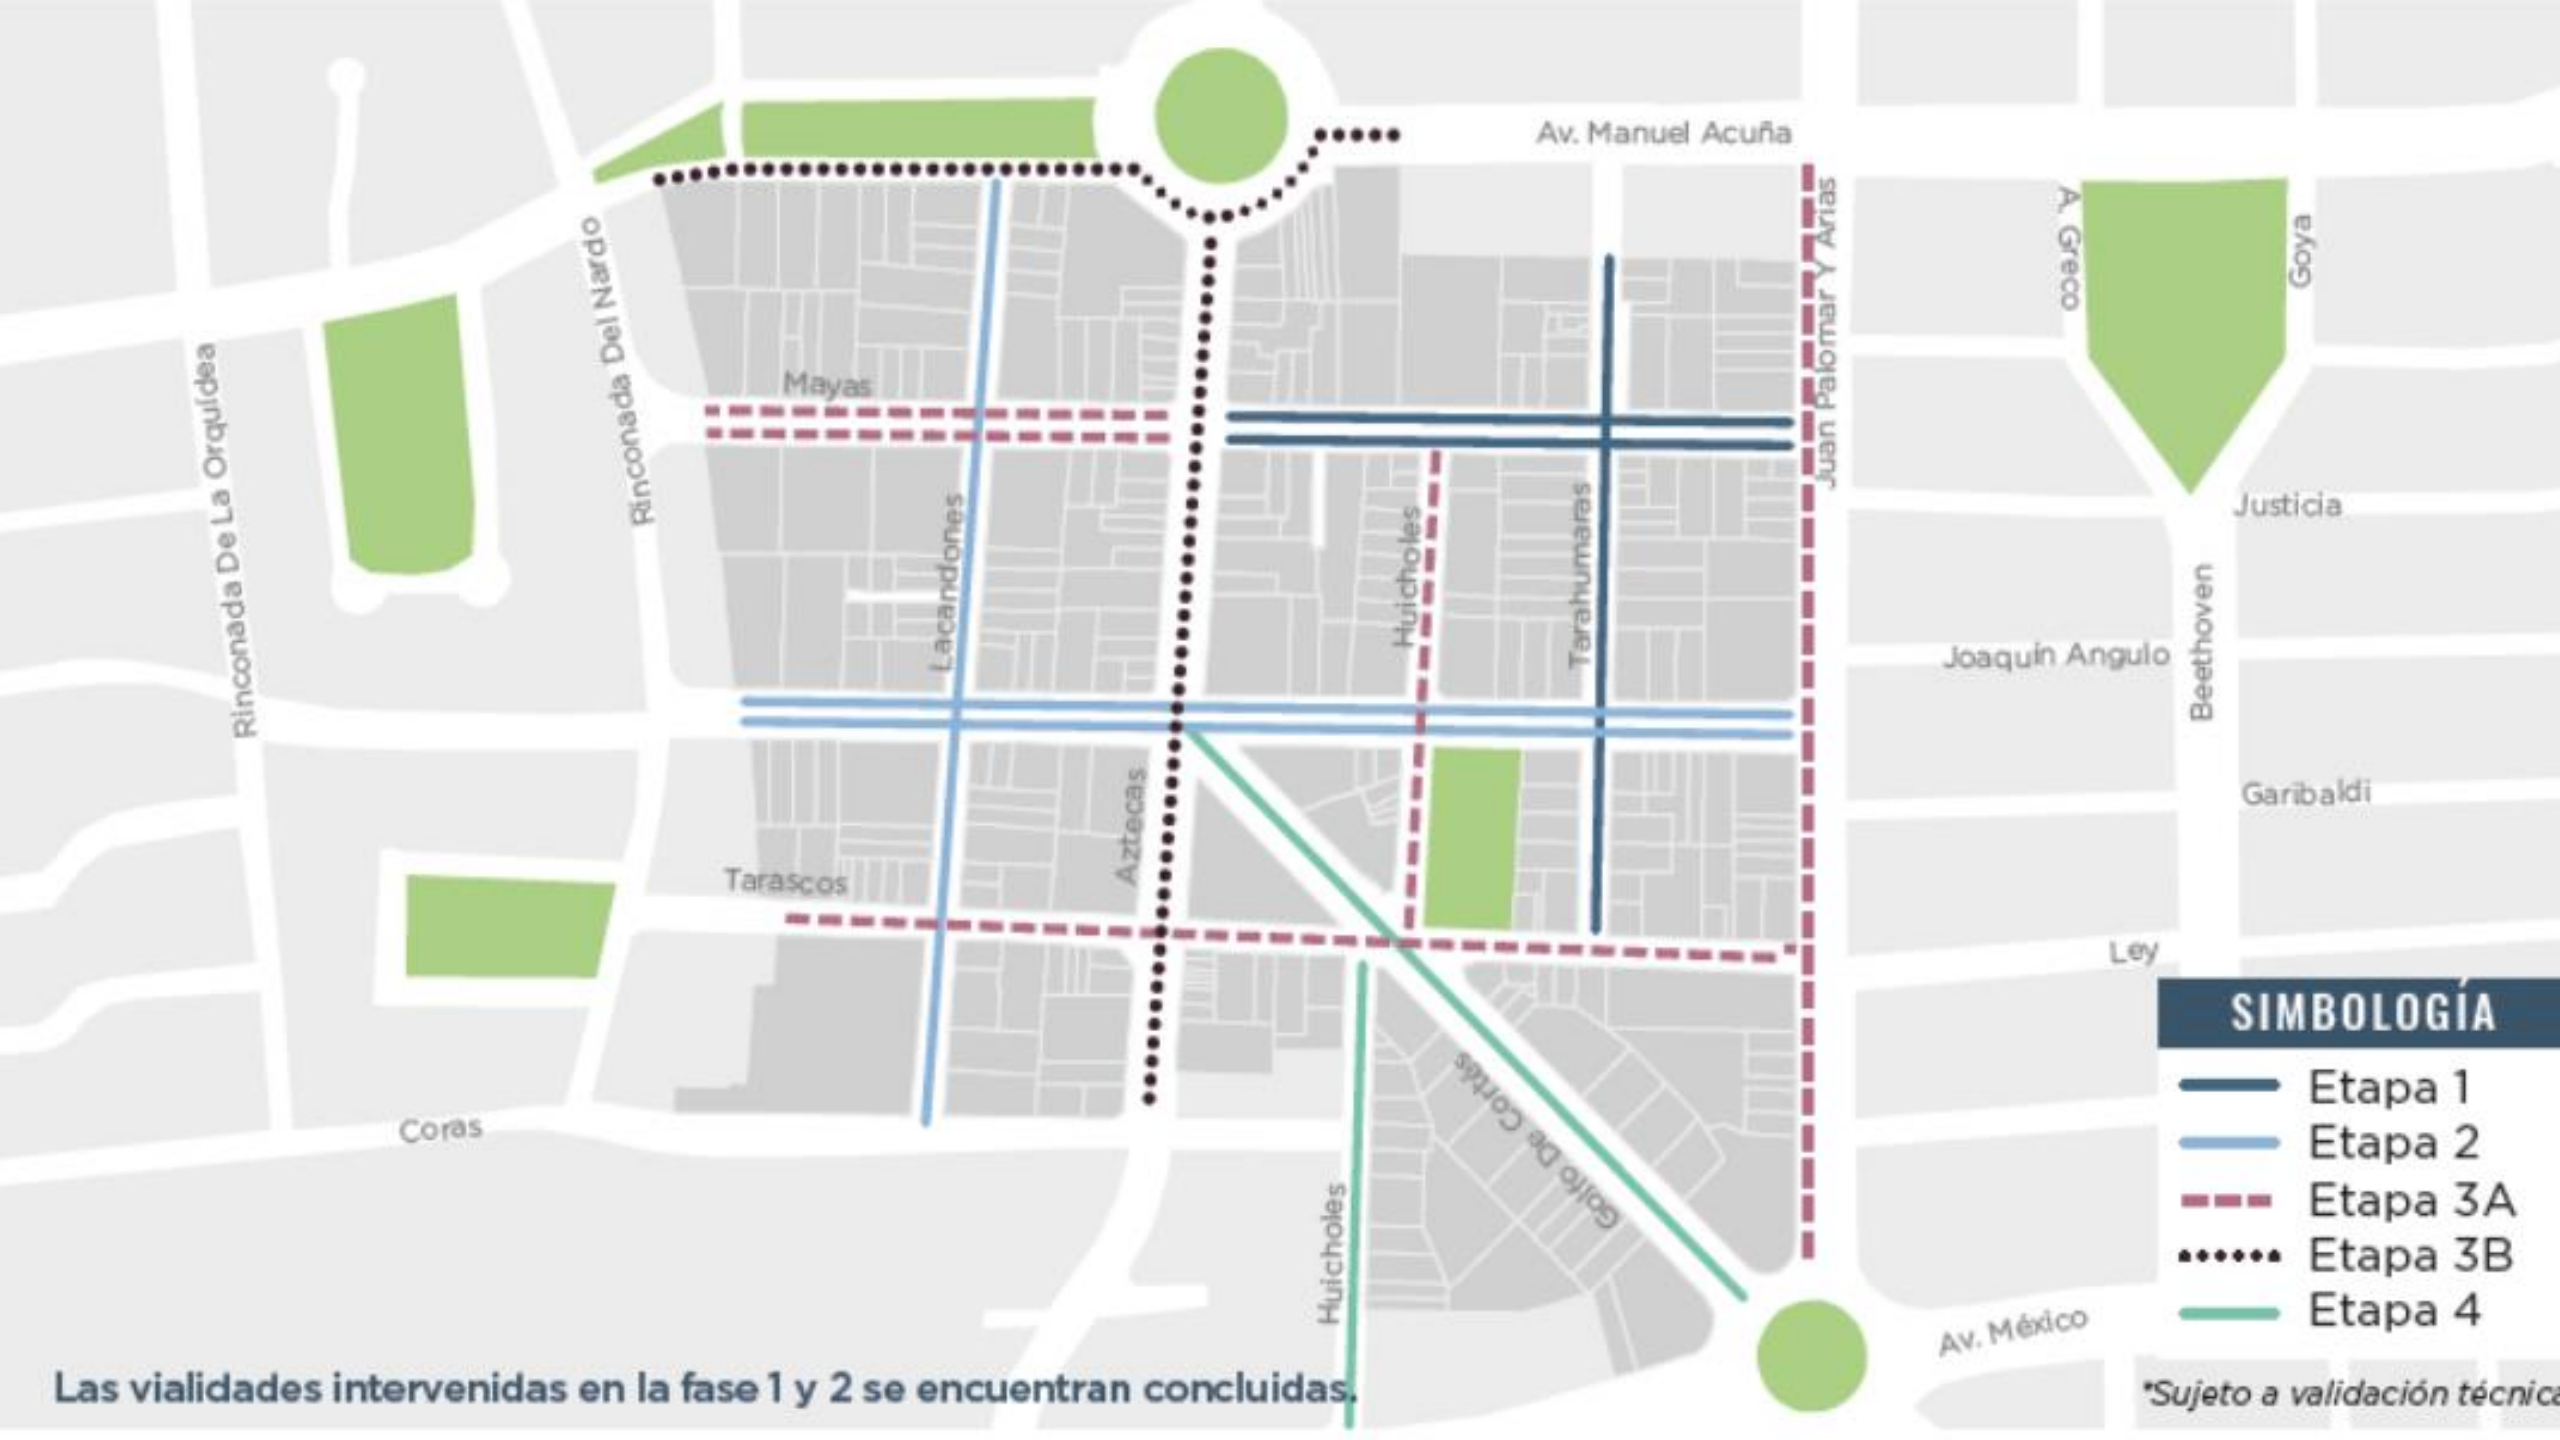 Av. Manuel Acuña
Juan Palomar Y Arias
A. Greco
Goya
Rinconada Del Nardo
Rinconada De La Orquídea
Mayas
Lacandones
Huicholes
Tarahumaras
Justicia
Joaquín Angulo
Beethoven
Garibaldi
Aztecas
Tarascos
Ley
Golfo De Cortés
Coras
Huicholes
Av. México
SIMBOLOGÍA
Etapa 1
Etapa 2
Etapa 3A
Etapa 3B
Etapa 4
Las vialidades intervenidas en la fase 1 y 2 se encuentran concluidas.
*Sujeto a validación técnica